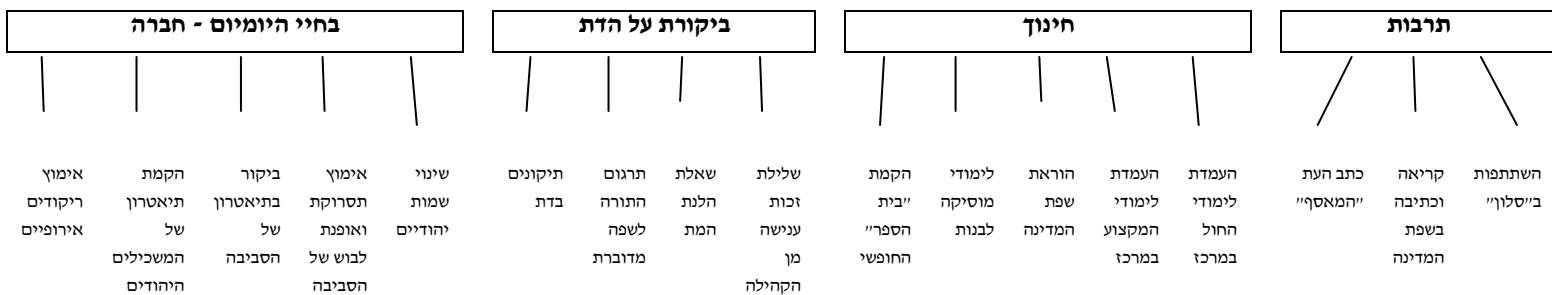 תרבות
השתתפות
ב״סלון״
קריאה
וכתיבה
בשפת
המדינה
כתב העת
״המאסף״
חינוך
העמדת
לימודי
החול
במרכז
העמדת
לימודי
המקצוע
במרכז
הוראת
שפת
המדינה
לימודי
מוסיקה
לבנות
הקמת
״בית
הספר״
החופשי
ביקורת על הדת
שלילת
זכות
ענישה
מן
הקהילה
שאלת
הלנת
המת
תרגום
התורה
לשפה
מדוברת
תיקונים
בדת
בחיי היומיום - חברה
שינוי
שמות
יהודיים
אימוץ
תסרוקת
ואופנת
לבוש של
הסביבה
ביקור
בתיאטרון
של
הסביבה
הקמת
תיאטרון
של
המשכילים
היהודים
אימוץ
ריקודים
אירופיים